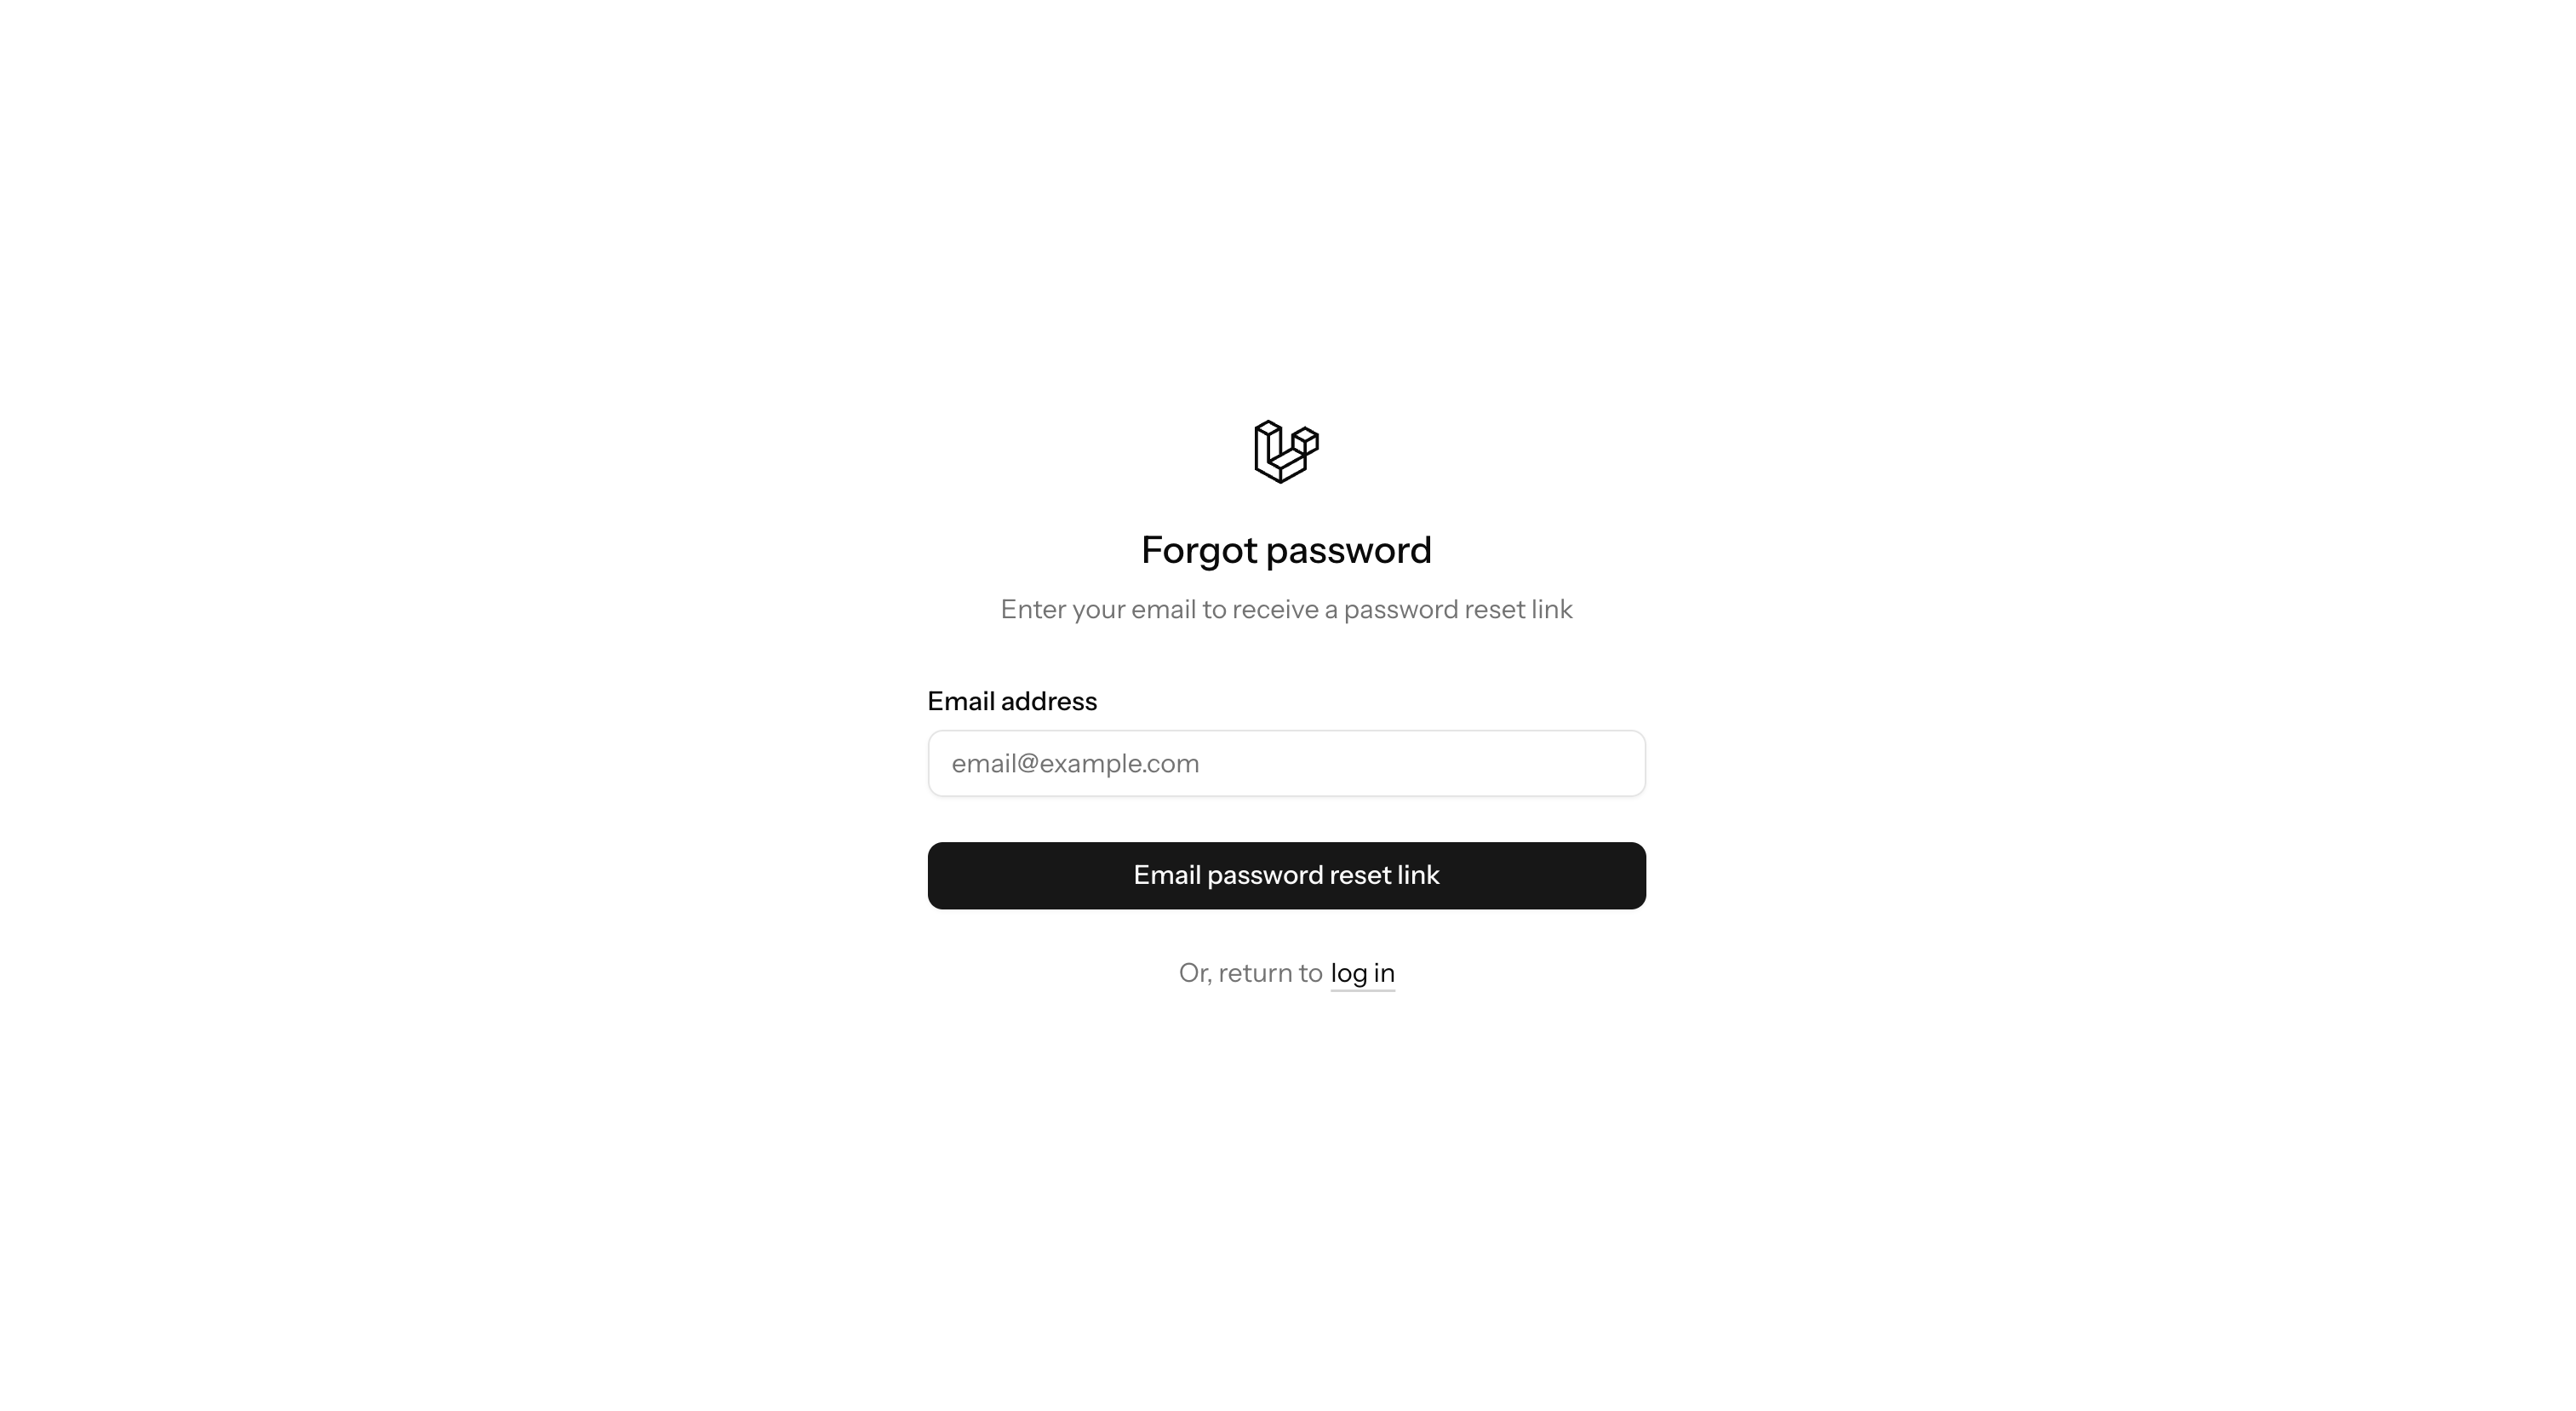 Forgot password
Enter your email to receive a password reset link
Email address
email@example.com
Email password reset link
Or, return to log in